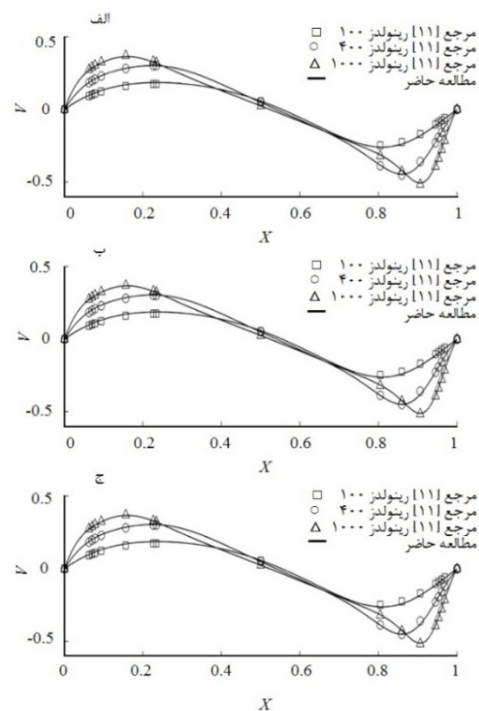 الف
0.5
0
-0.5
V
0 0.2 0.4 0.6 0.8 1
X
مرجع [۱۱] رینولدز ۱۰۰
مرجع [۱۱] رینولدز ۴۰۰
مرجع [۱۱] رینولدز ۱۰۰۰
مطالعه حاضر
ب
0.5
0
-0.5
V
0 0.2 0.4 0.6 0.8 1
X
مرجع [۱۱] رینولدز ۱۰۰
مرجع [۱۱] رینولدز ۴۰۰
مرجع [۱۱] رینولدز ۱۰۰۰
مطالعه حاضر
ج
0.5
0
-0.5
V
0 0.2 0.4 0.6 0.8 1
X
مرجع [۱۱] رینولدز ۱۰۰
مرجع [۱۱] رینولدز ۴۰۰
مرجع [۱۱] رینولدز ۱۰۰۰
مطالعه حاضر